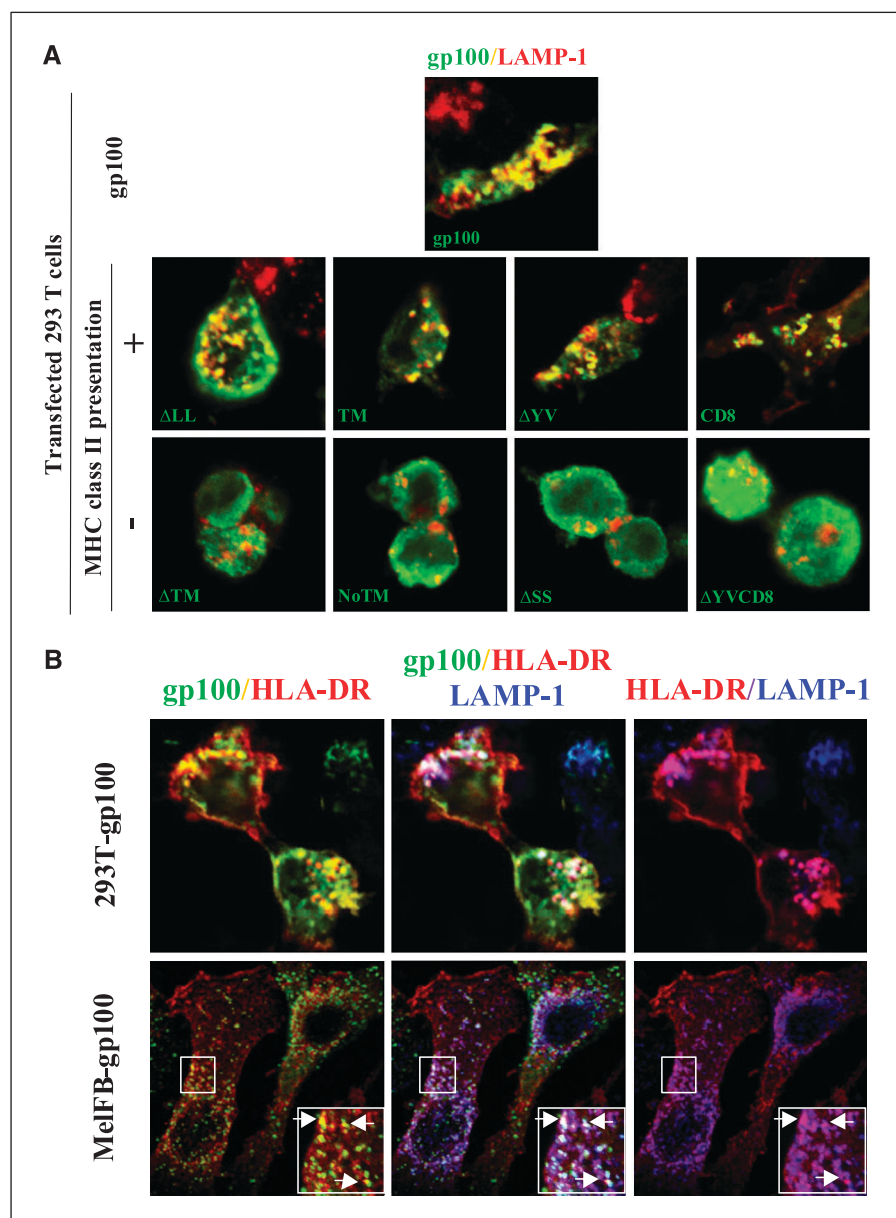 A
gp100/LAMP-1
Transfected 293 T cells
gp100
gp100
MHC class II presentation
+
ΔLL
TM
ΔYV
CD8
-
ΔTM
NoTM
ΔSS
ΔYVCD8
B
gp100/HLA-DR
gp100/HLA-DR
LAMP-1
HLA-DR/LAMP-1
293T-gp100
MelFB-gp100